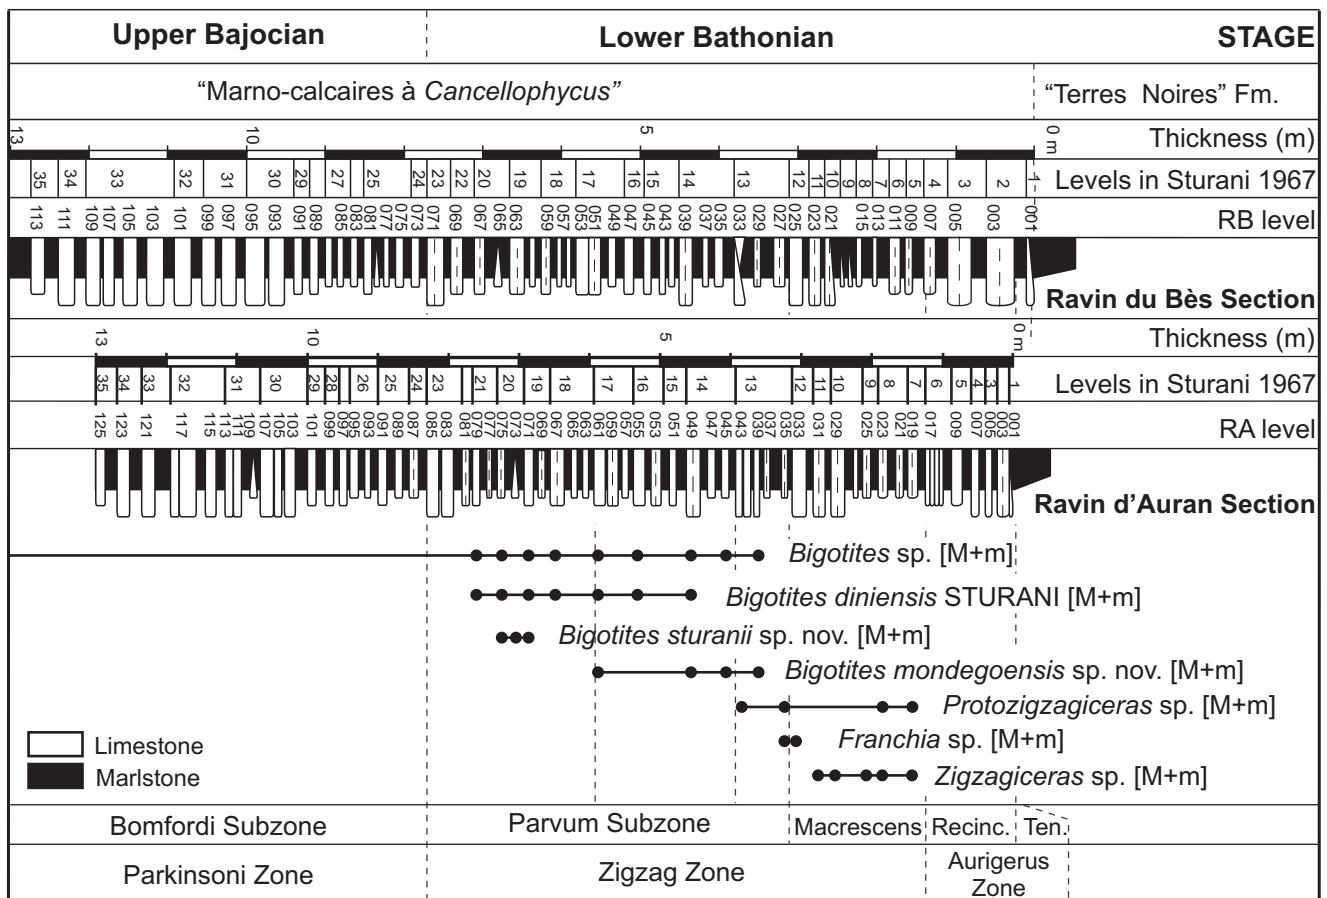 Upper Bajocian Lower Bathonian STAGE
“Marno-calcaires à Cancellophycus” “Terres Noires” Fm.
13 10 5 0 m Thickness (m)
35 34 33 32 31 30 29 27 25 24 23 22 20 19 18 17 16 15 14 13 12 11 10 9 8 7 6 5 4 3 2 1 Levels in Sturani 1967
113 111 109 107 105 103 101 099 097 095 093 091 089 087 085 083 081 077 075 073 071 069 067 065 063 059 057 053 051 049 047 045 043 039 037 035 033 029 027 025 023 021 015 013 011 009 007 005 003 001 RB level
Ravin du Bès Section
13 10 5 0 m Thickness (m)
35 34 33 32 31 30 29 28 26 25 24 23 21 20 19 18 17 16 15 14 13 12 11 10 9 8 7 6 5 4 3 1 Levels in Sturani 1967
125 123 121 117 115 113 111 109 107 105 103 101 099 097 095 093 091 089 087 085 083 081 079 077 075 073 071 069 067 065 063 061 059 057 055 053 051 049 047 045 043 039 037 035 031 029 025 023 021 019 017 009 007 005 003 001 RA level
Ravin d’Auran Section
Bigotites sp. [M+m]
Bigotites diniensis STURANI [M+m]
Bigotites sturanii sp. nov. [M+m]
Bigotites mondegoensis sp. nov. [M+m]
Protozigzagiceras sp. [M+m]
Franchia sp. [M+m]
Zigzagiceras sp. [M+m]
Limestone
Marlstone
Bomfordi Subzone Parvum Subzone Macrescens Recinc. Ten.
Parkinsoni Zone Zigzag Zone Aurigerus
Zone